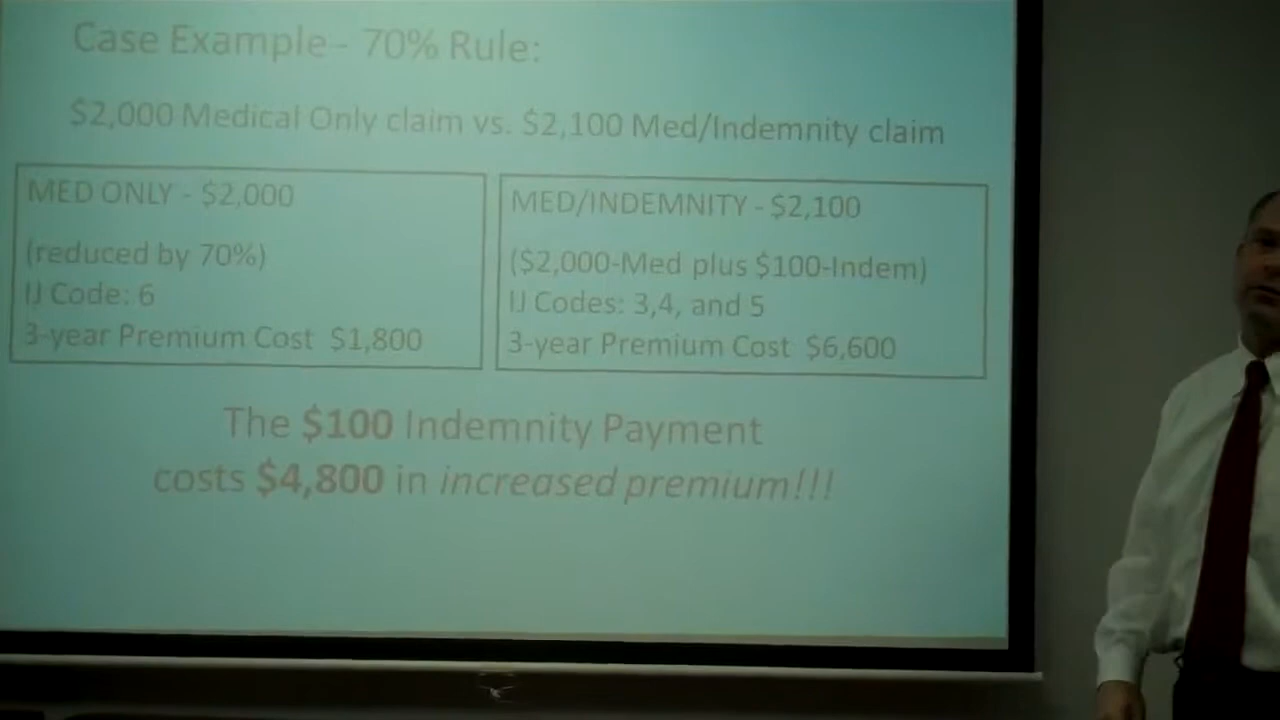 Case Example - 70% Rule:
$2,000 Medical Only claim vs. $2,100 Med/Indemnity claim
MED ONLY - $2,000
(reduced by 70%)
IJ Code: 6
3-year Premium Cost $1,800
MED/INDEMNITY - $2,100
($2,000-Med plus $100-Indem)
IJ Codes: 3,4, and 5
3-year Premium Cost $6,600
The $100 Indemnity Payment
costs $4,800 in increased premium!!!